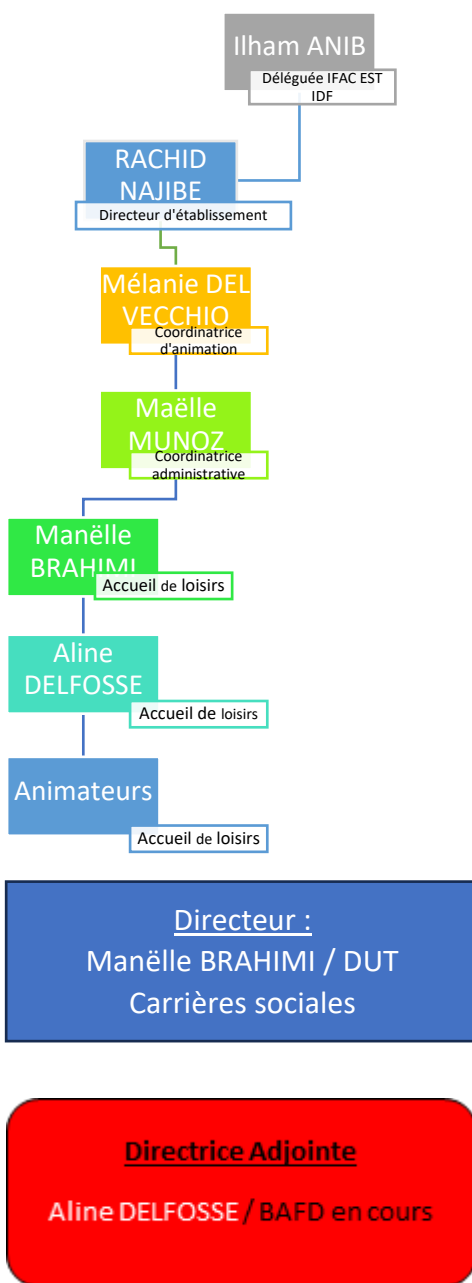 Ilham ANIB
Déléguée IFAC EST
IDF
RACHID
NAJIBE
Directeur d'établissement
Mélanie DEL
VECCHIO
Coordinatrice
d'animation
Maëlle
MUNOZ
Coordinatrice
administrative
Manëlle
BRAHIMI
Accueil de loisirs
Aline
DELFOSSE
Accueil de loisirs
Animateurs
Accueil de loisirs
Directeur :
Manëlle BRAHIMI / DUT
Carrières sociales
Directrice Adjointe
Aline DELFOSSE / BAFD en cours